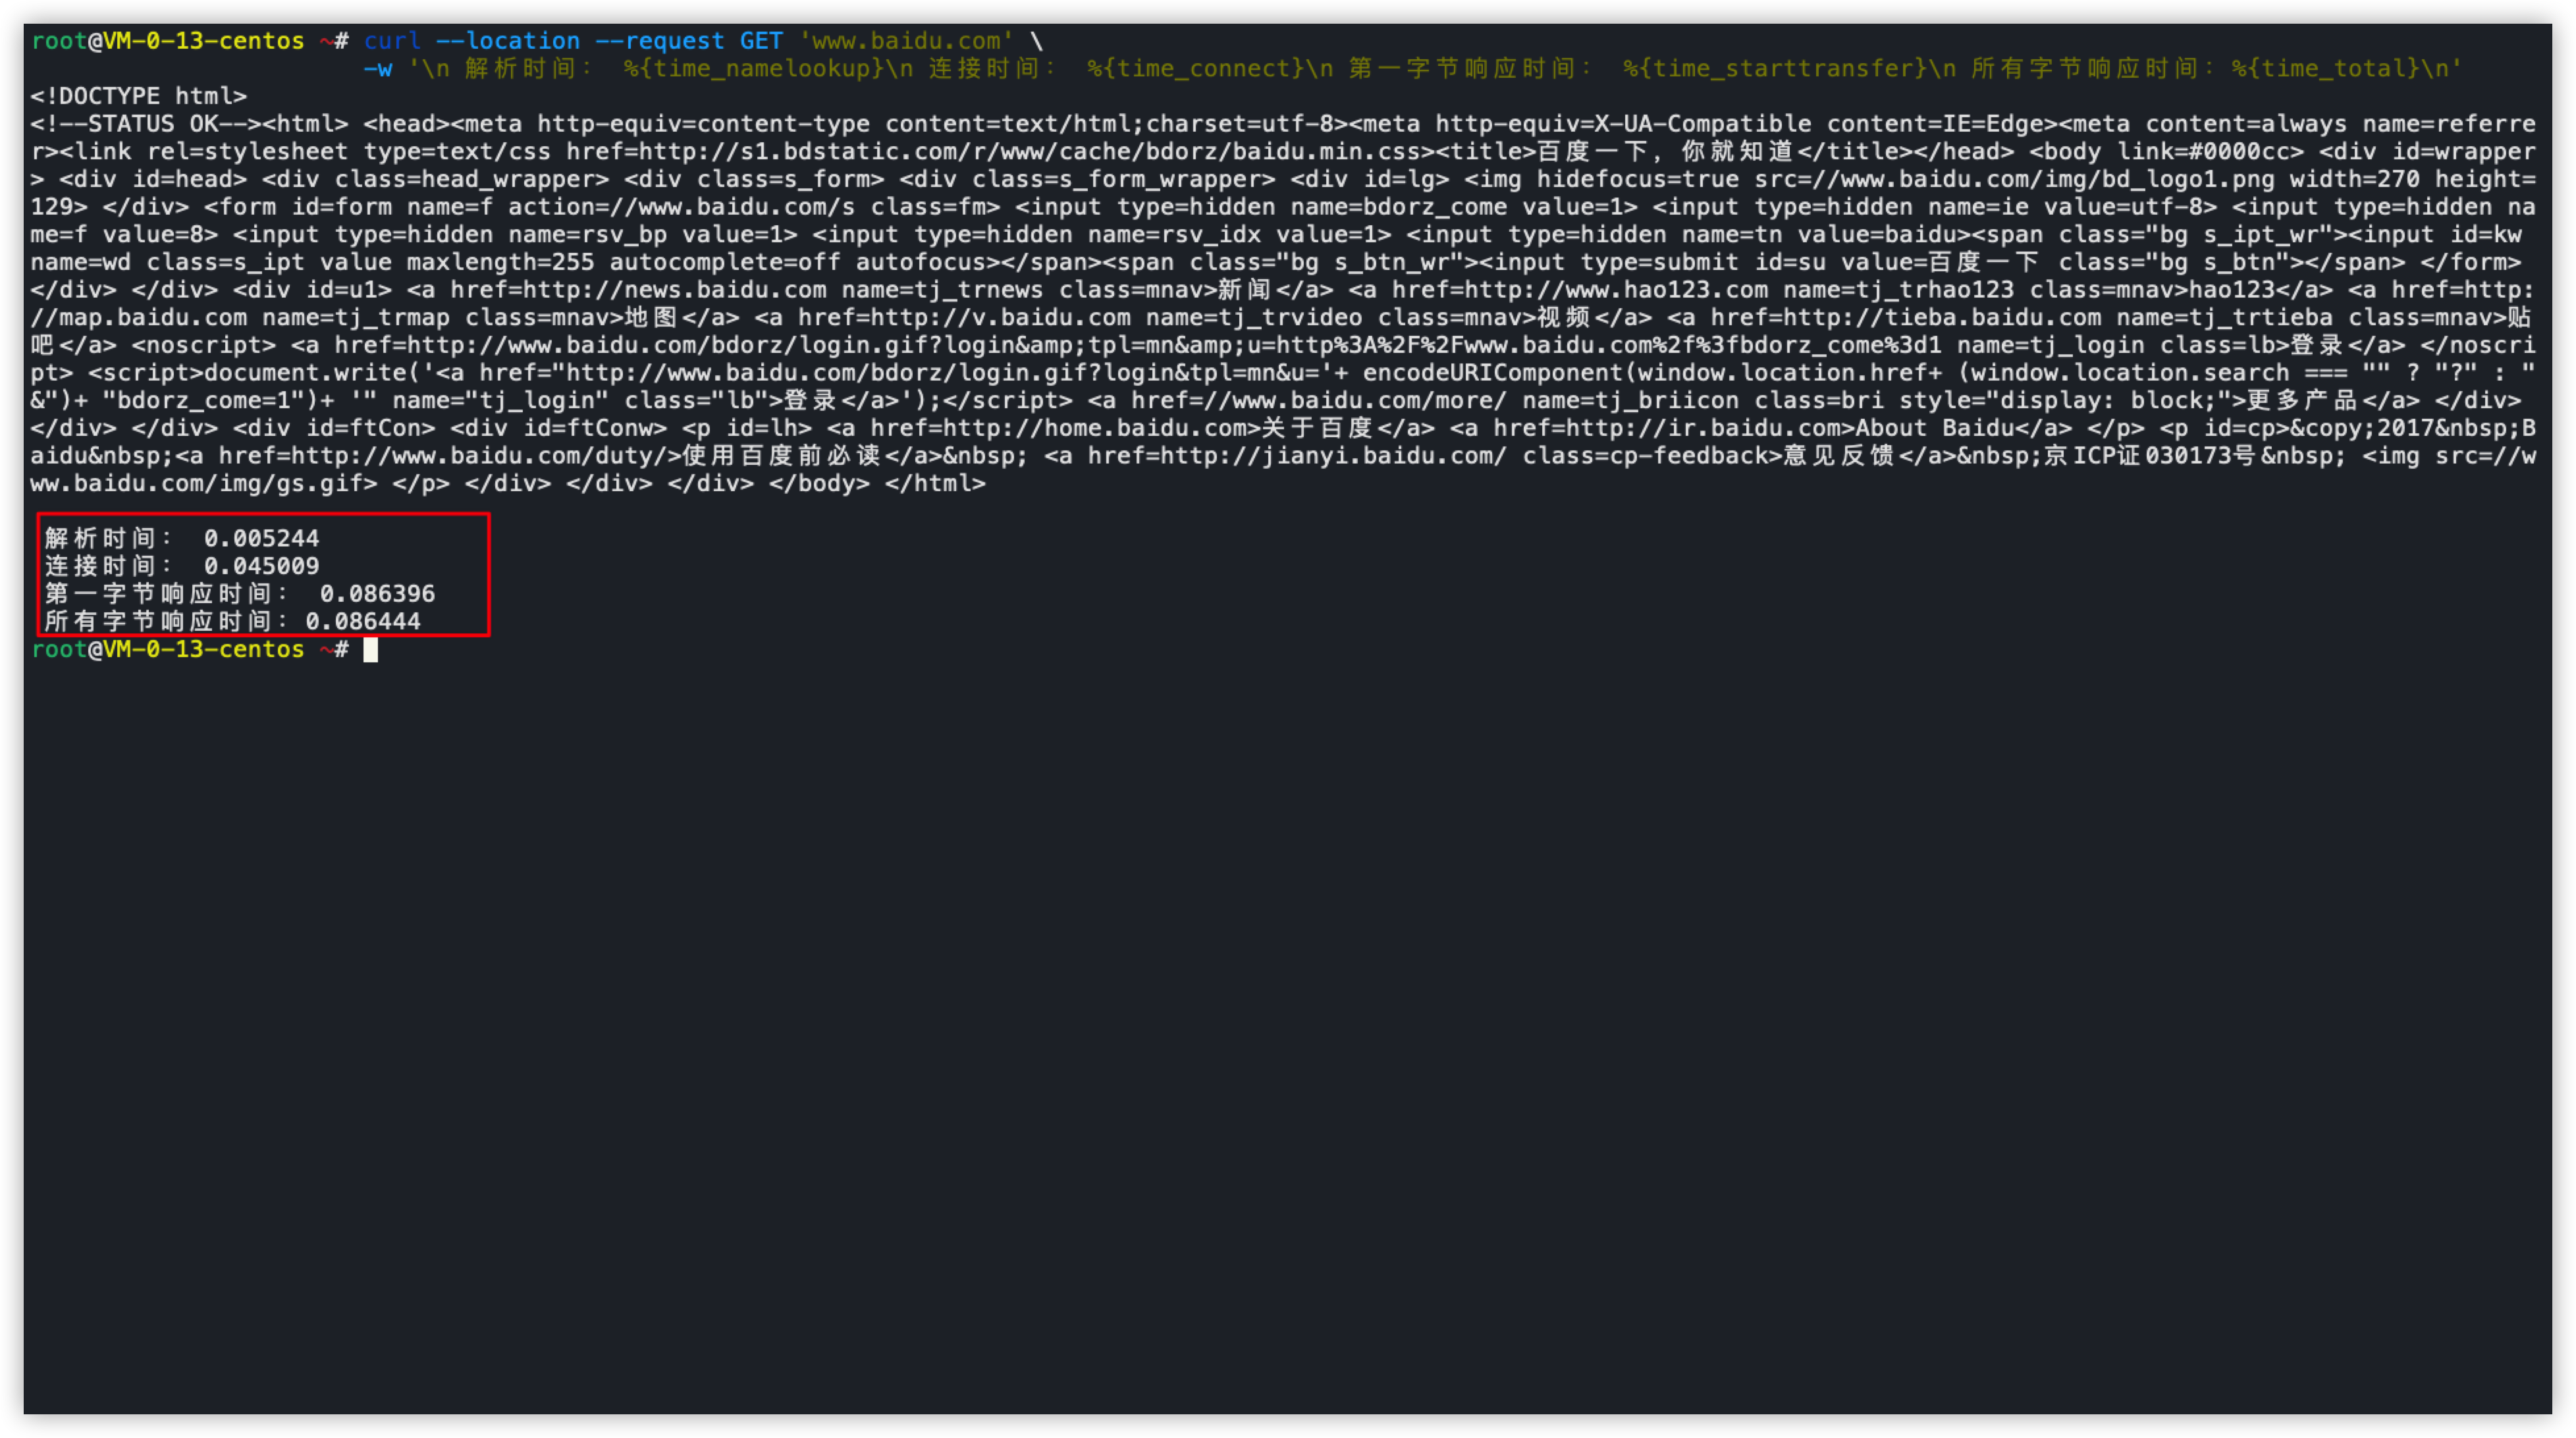 root@VM-0-13-centos ~# curl --location --request GET 'www.baidu.com' \
-w '\n 解析时间： %{time_namelookup}\n 连接时间： %{time_connect}\n 第一字节响应时间： %{time_starttransfer}\n 所有字节响应时间：%{time_total}\n'
<!DOCTYPE html>
<!--STATUS OK--><html> <head><meta http-equiv=content-type content=text/html;charset=utf-8><meta http-equiv=X-UA-Compatible content=IE=Edge><meta content=always name=referre
r><link rel=stylesheet type=text/css href=http://s1.bdstatic.com/r/www/cache/bdorz/baidu.min.css><title>百度一下，你就知道</title></head> <body link=#0000cc> <div id=wrapper
> <div id=head> <div class=head_wrapper> <div class=s_form> <div class=s_form_wrapper> <div id=lg> <img hidefocus=true src=//www.baidu.com/img/bd_logo1.png width=270 height=
129> </div> <form id=form name=f action=//www.baidu.com/s class=fm> <input type=hidden name=bdorz_come value=1> <input type=hidden name=ie value=utf-8> <input type=hidden na
me=f value=8> <input type=hidden name=rsv_bp value=1> <input type=hidden name=rsv_idx value=1> <input type=hidden name=tn value=baidu><span class="bg s_ipt_wr"><input id=kw
name=wd class=s_ipt value maxlength=255 autocomplete=off autofocus></span><span class="bg s_btn_wr"><input type=submit id=su value=百度一下 class="bg s_btn"></span> </form>
</div> </div> <div id=u1> <a href=http://news.baidu.com name=tj_trnews class=mnav>新闻</a> <a href=http://www.hao123.com name=tj_trhao123 class=mnav>hao123</a> <a href=http:
//map.baidu.com name=tj_trmap class=mnav>地图</a> <a href=http://v.baidu.com name=tj_trvideo class=mnav>视频</a> <a href=http://tieba.baidu.com name=tj_trtieba class=mnav>贴
吧</a> <noscript> <a href=http://www.baidu.com/bdorz/login.gif?login&amp;tpl=mn&amp;u=http%3A%2F%2Fwww.baidu.com%2f%3fbdorz_come%3d1 name=tj_login class=lb>登录</a> </noscri
pt> <script>document.write('<a href="http://www.baidu.com/bdorz/login.gif?login&tpl=mn&u='+ encodeURIComponent(window.location.href+ (window.location.search === "" ? "?" : "
&")+ "bdorz_come=1")+ '" name="tj_login" class="lb">登录</a>');</script> <a href=//www.baidu.com/more/ name=tj_briicon class=bri style="display: block;">更多产品</a> </div>
</div> </div> <div id=ftCon> <div id=ftConw> <p id=lh> <a href=http://home.baidu.com>关于百度</a> <a href=http://ir.baidu.com>About Baidu</a> </p> <p id=cp>&copy;2017&nbsp;B
aidu&nbsp;<a href=http://www.baidu.com/duty/>使用百度前必读</a>&nbsp; <a href=http://jianyi.baidu.com/ class=cp-feedback>意见反馈</a>&nbsp;京ICP证030173号&nbsp; <img src=//w
ww.baidu.com/img/gs.gif> </p> </div> </div> </div> </body> </html>
解析时间： 0.005244
连接时间： 0.045009
第一字节响应时间： 0.086396
所有字节响应时间：0.086444
root@VM-0-13-centos ~#